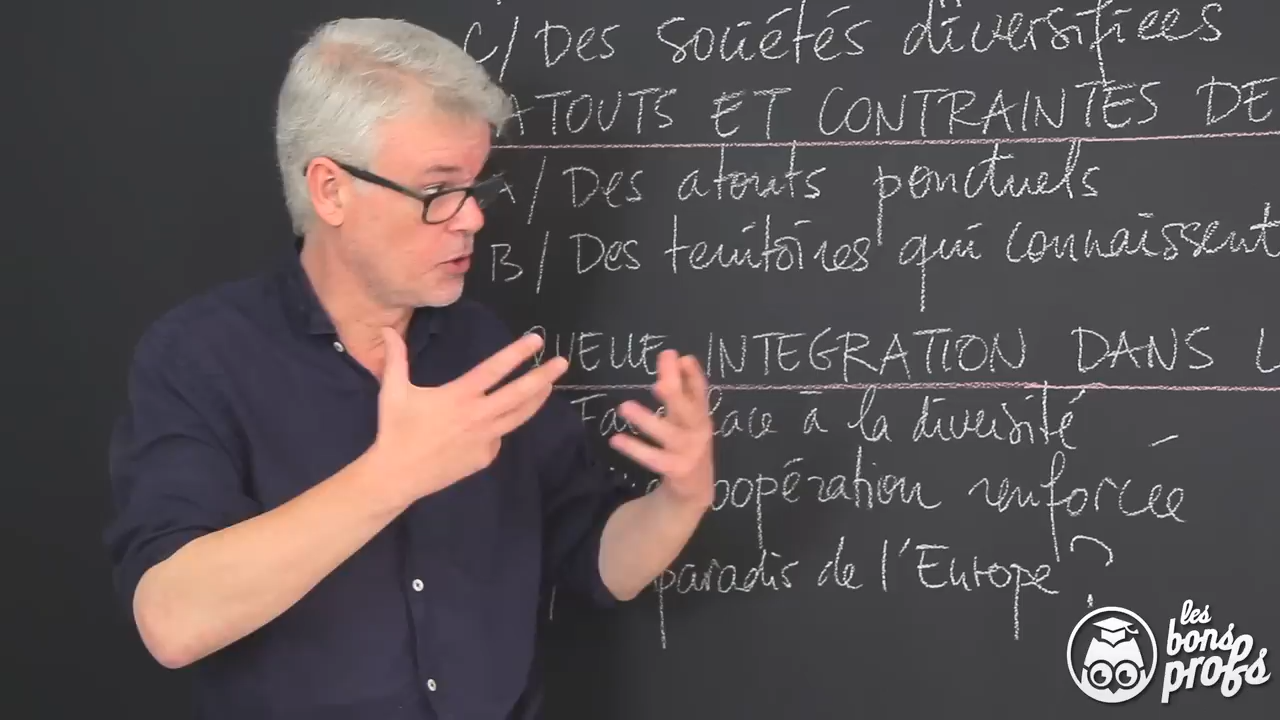 C/ Des sociétés diversifiées
ATOUTS ET CONTRAINTES DE
A/ Des atouts ponctuels
B/ Des territoires qui connaissent
QUELLE INTEGRATION DANS L
Faire face à la diversité
coopération renforcée
paradis de l'Europe ?
les
bons
profs